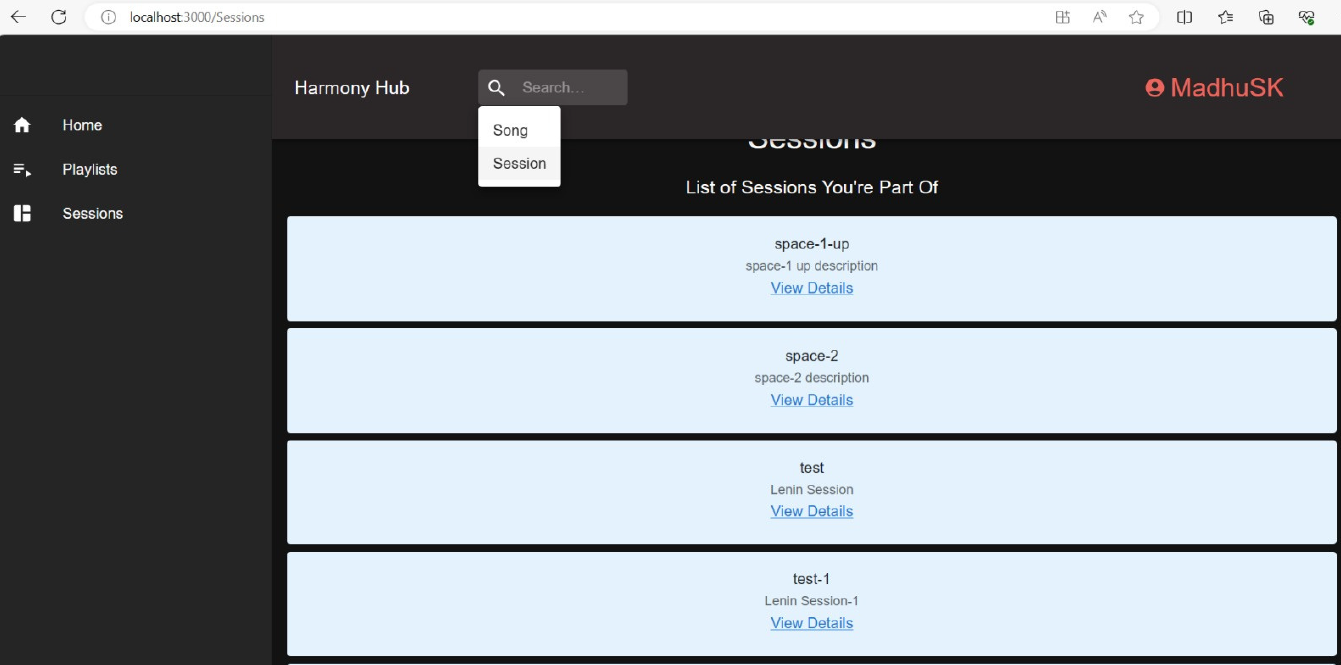 localhost:3000/Sessions
Harmony Hub
Search...
MadhuSK
Song
Session
Home
Playlists
Sessions
Sessions
List of Sessions You're Part Of
space-1-up
space-1 up description
View Details
space-2
space-2 description
View Details
test
Lenin Session
View Details
test-1
Lenin Session-1
View Details